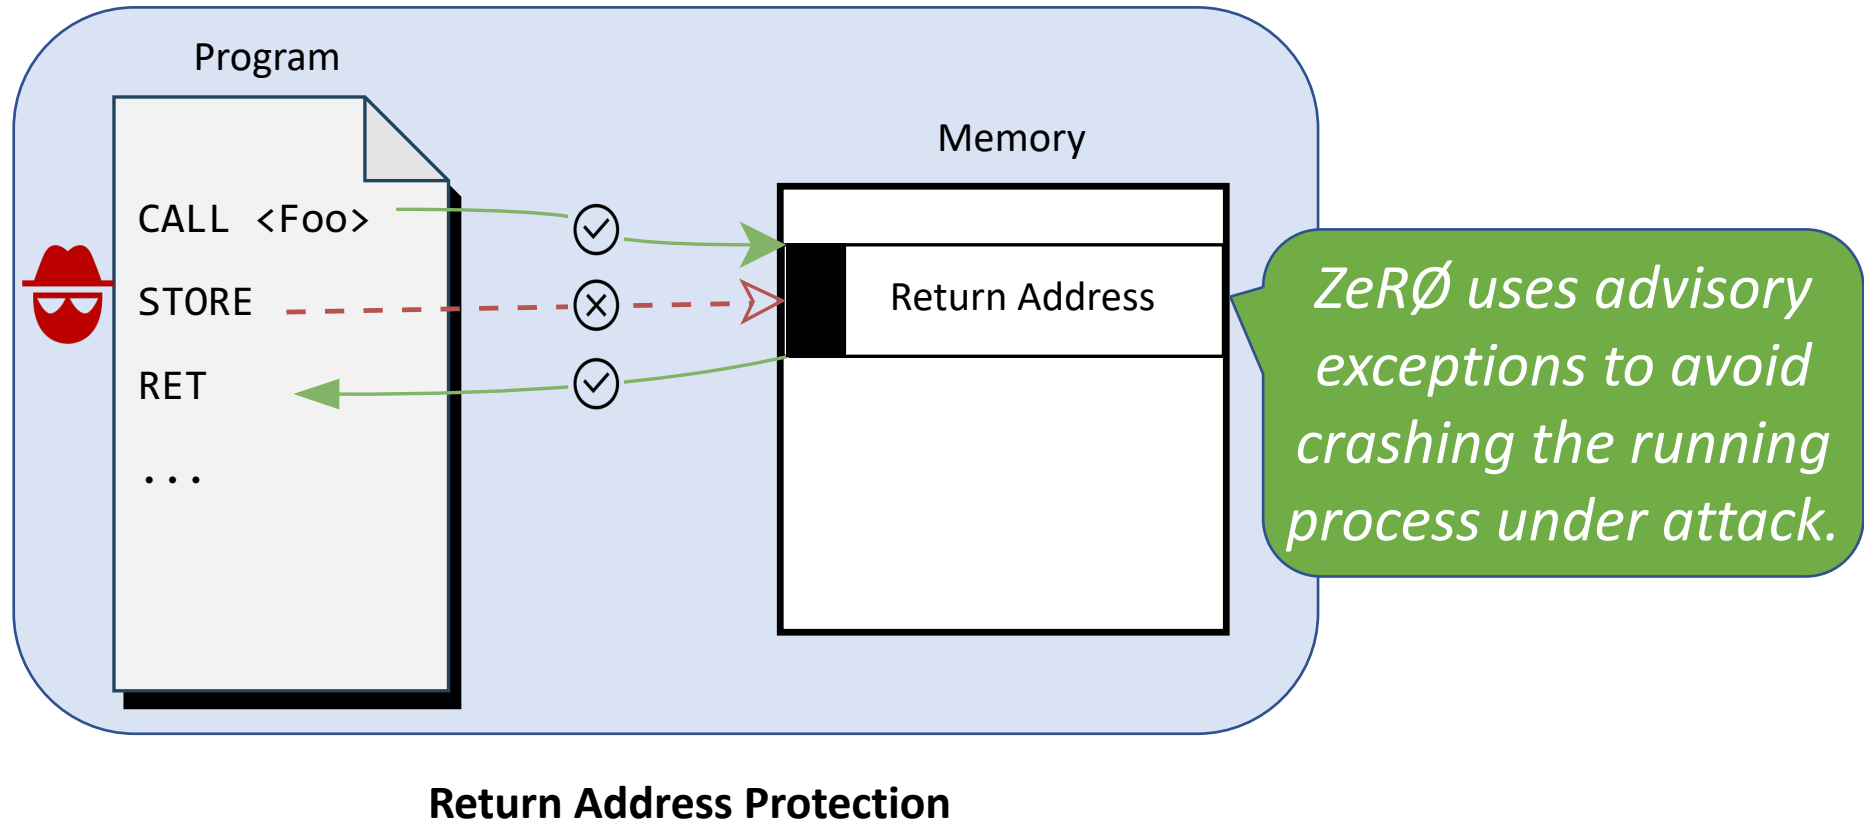 Program
CALL <Foo>
STORE
RET
...
Memory
Return Address
ZeRØ uses advisory
exceptions to avoid
crashing the running
process under attack.
Return Address Protection